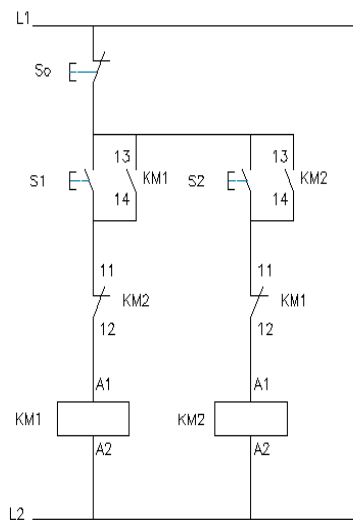 L1
So
13 13
S1 KM1 S2 KM2
14 14
11 11
KM2 KM1
12 12
A1 A1
KM1 KM2
A2 A2
L2